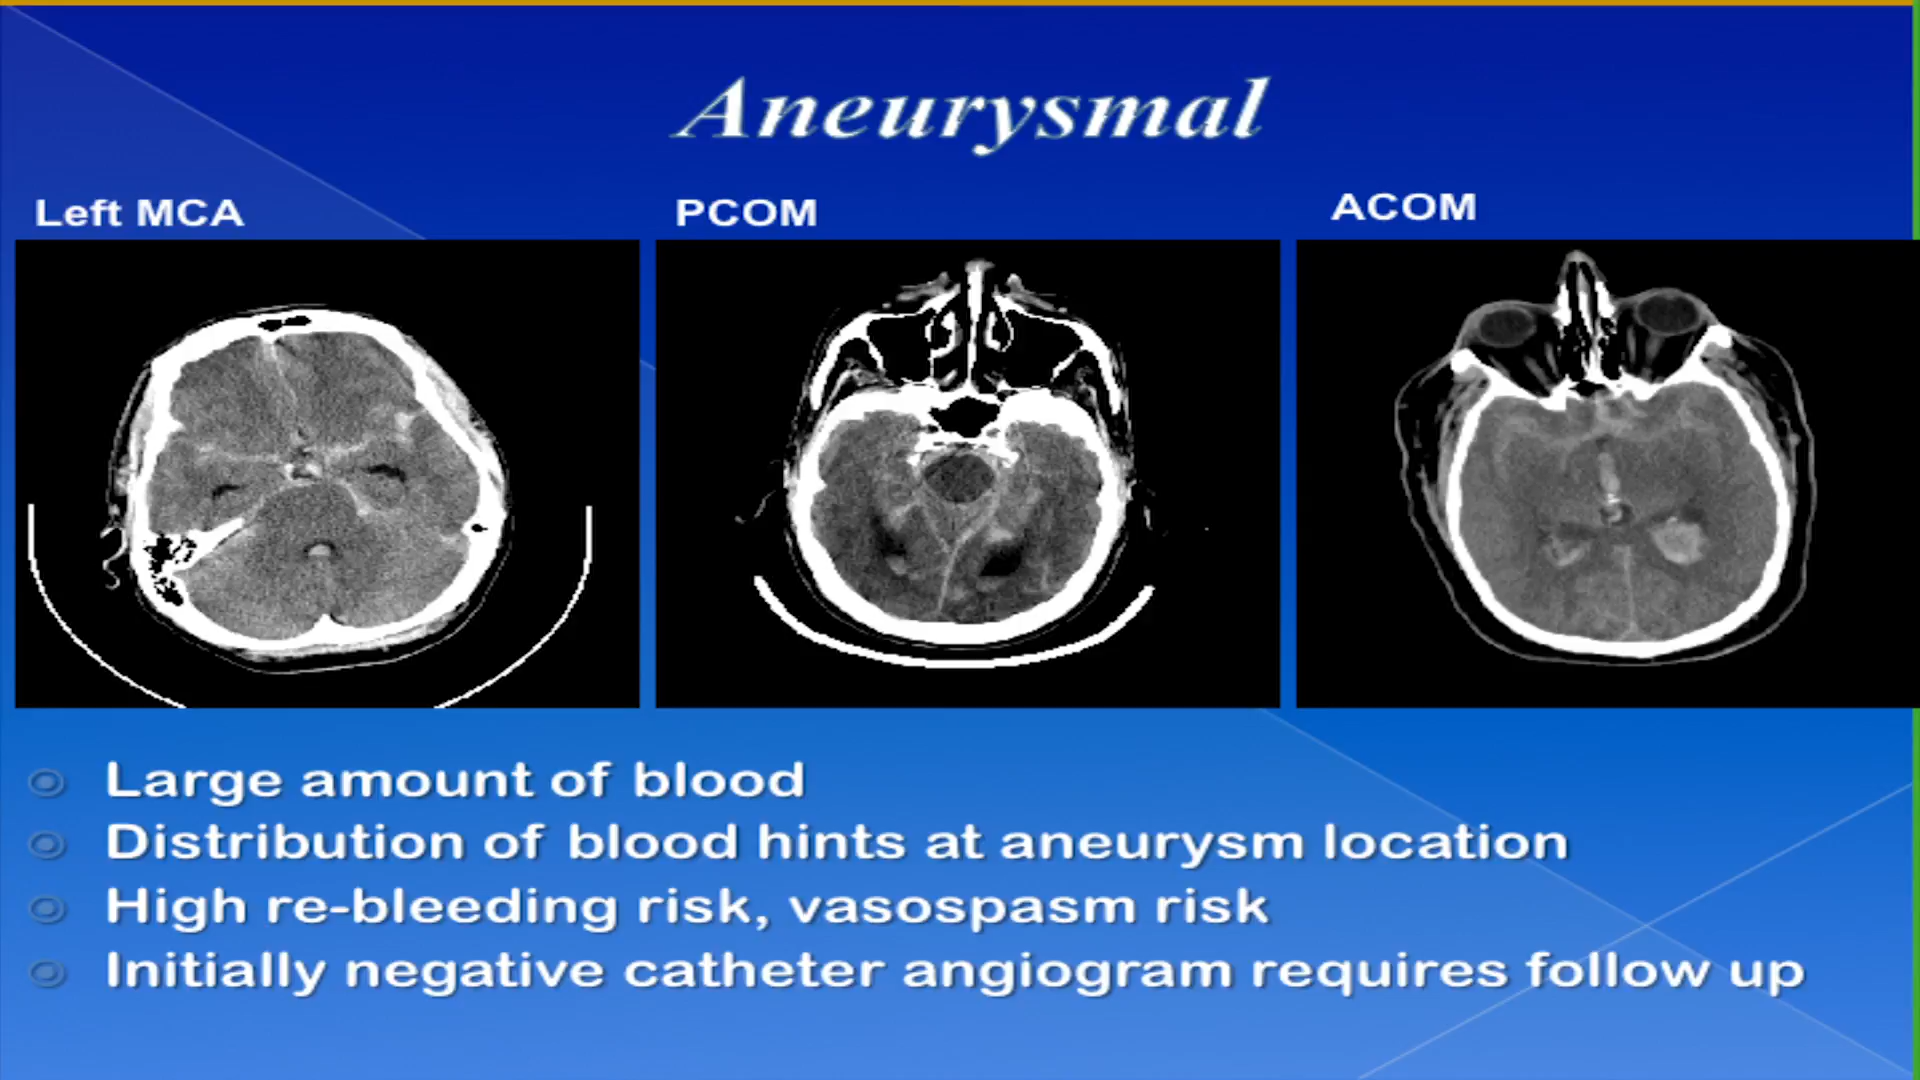 Aneurysmal
Left MCA
PCOM
ACOM
Large amount of blood
Distribution of blood hints at aneurysm location
High re-bleeding risk, vasospasm risk
Initially negative catheter angiogram requires follow up